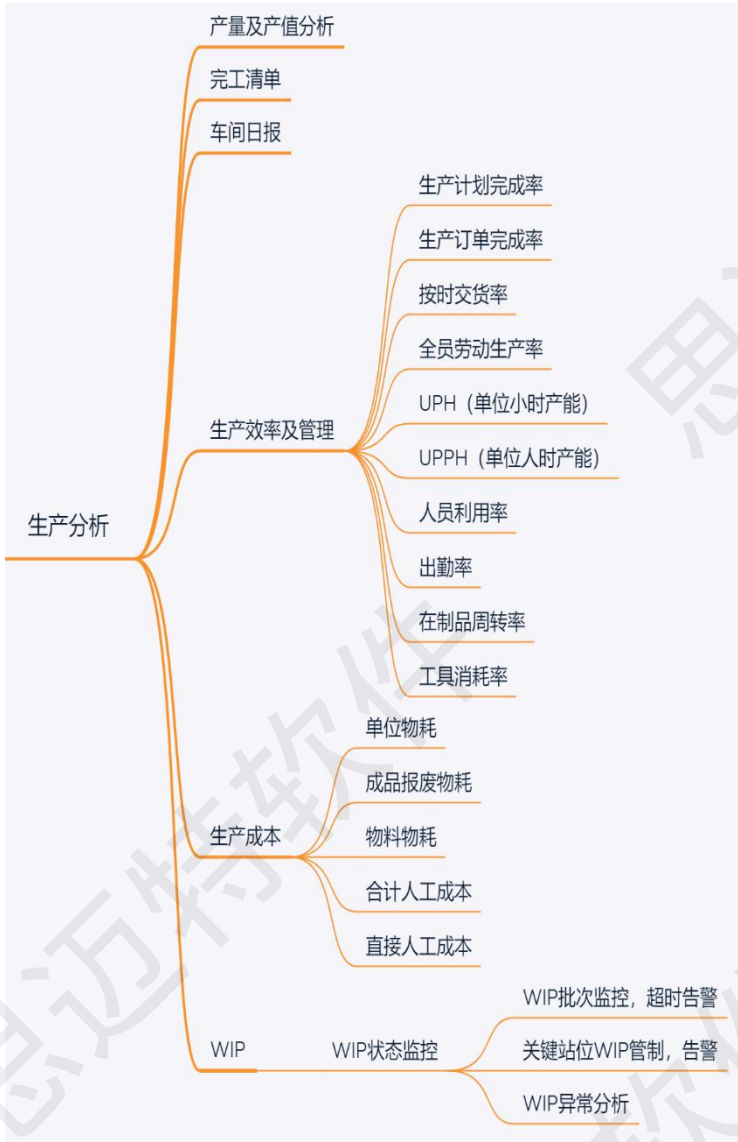 产量及产值分析
完工清单
车间日报
生产计划完成率
生产订单完成率
按时交货率
全员劳动生产率
UPH（单位小时产能）
生产效率及管理
UPPH（单位人时产能）
人员利用率
生产分析
出勤率
在制品周转率
工具消耗率
单位物耗
成品报废物耗
生产成本
物料物耗
合计人工成本
直接人工成本
WIP批次监控，超时告警
WIP
WIP状态监控
关键站位WIP管制，告警
WIP异常分析
思迈特软件